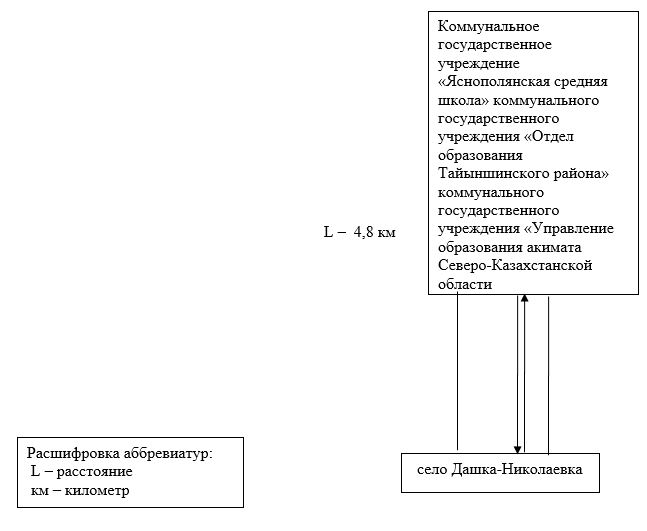 Коммунальное
государственное
учреждение
«Яснополянская средняя
школа» коммунального
государственного
учреждения «Отдел
образования
Тайыншинского района»
коммунального
государственного
учреждения «Управление
образования акимата
Северо-Казахстанской
области
L – 4,8 км
село Дашка-Николаевка
Расшифровка аббревиатур:
L – расстояние
км – километр